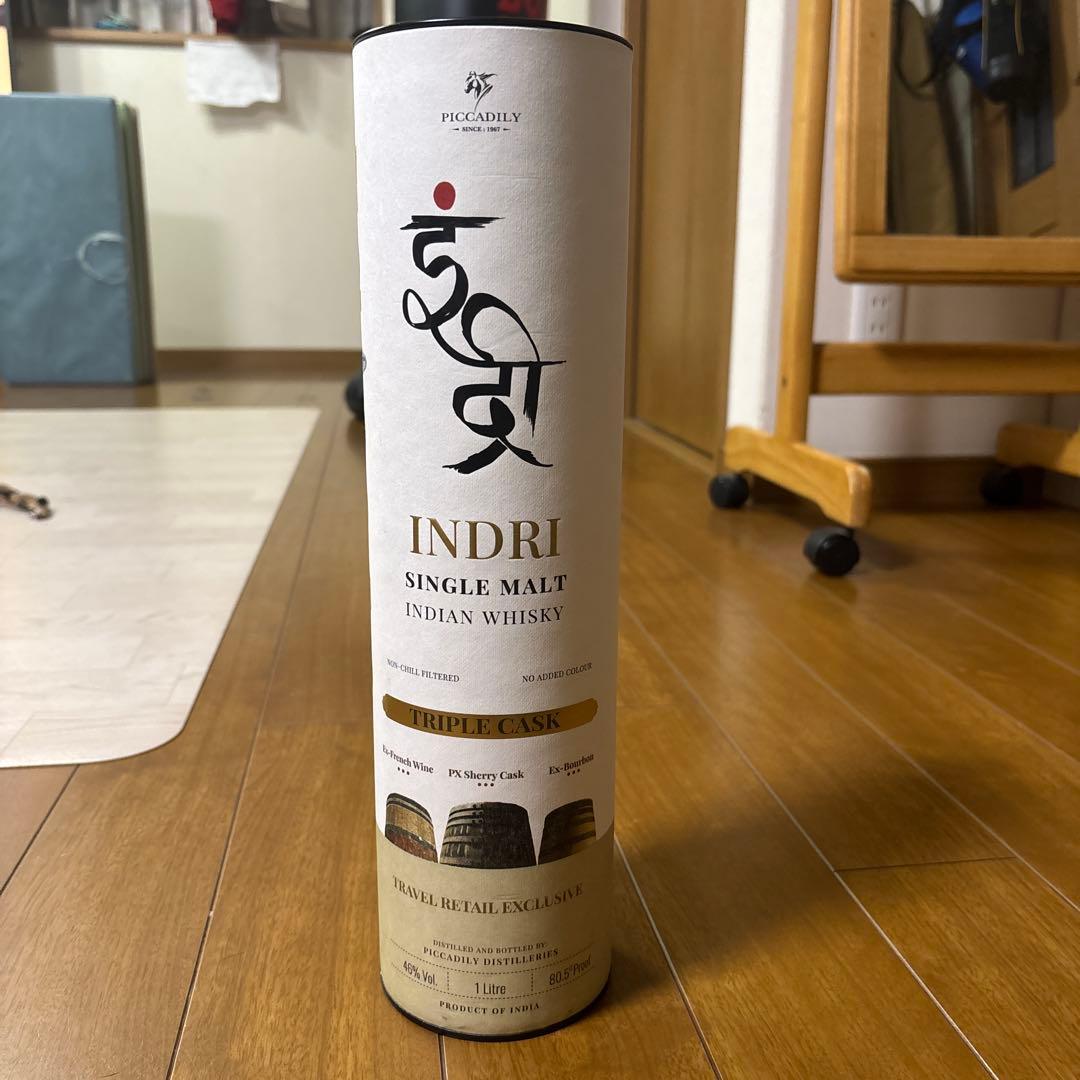 PICCADILY
SINCE : 1967
इंद्री
INDRI
SINGLE MALT
INDIAN WHISKY
NON-CHILL FILTERED
NO ADDED COLOUR
TRIPLE CASK
Ex-French Wine
PX Sherry Cask
Ex-Bourbon
TRAVEL RETAIL EXCLUSIVE
DISTILLED AND BOTTLED BY:
PICCADILY DISTILLERIES
46% Vol.
1 Litre
80.5° Proof
PRODUCT OF INDIA